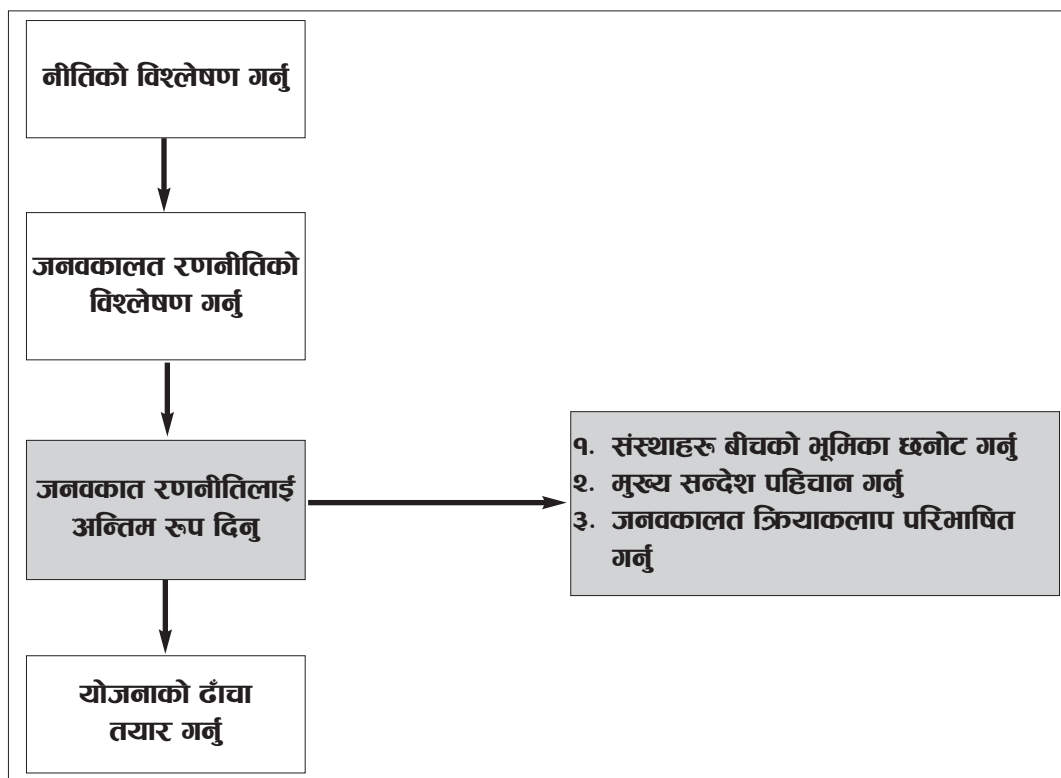 नीतिको विश्लेषण गर्नु
जनवकालत रणनीतिको
विश्लेषण गर्नु
जनवकात रणनीतिलाई
अन्तिम रूप दिनु
१. संस्थाहरु बीचको भूमिका छनोट गर्नु
२. मुख्य सन्देश पहिचान गर्नु
३. जनवकालत क्रियाकलाप परिभाषित
गर्नु
योजनाको ढाँचा
तयार गर्नु